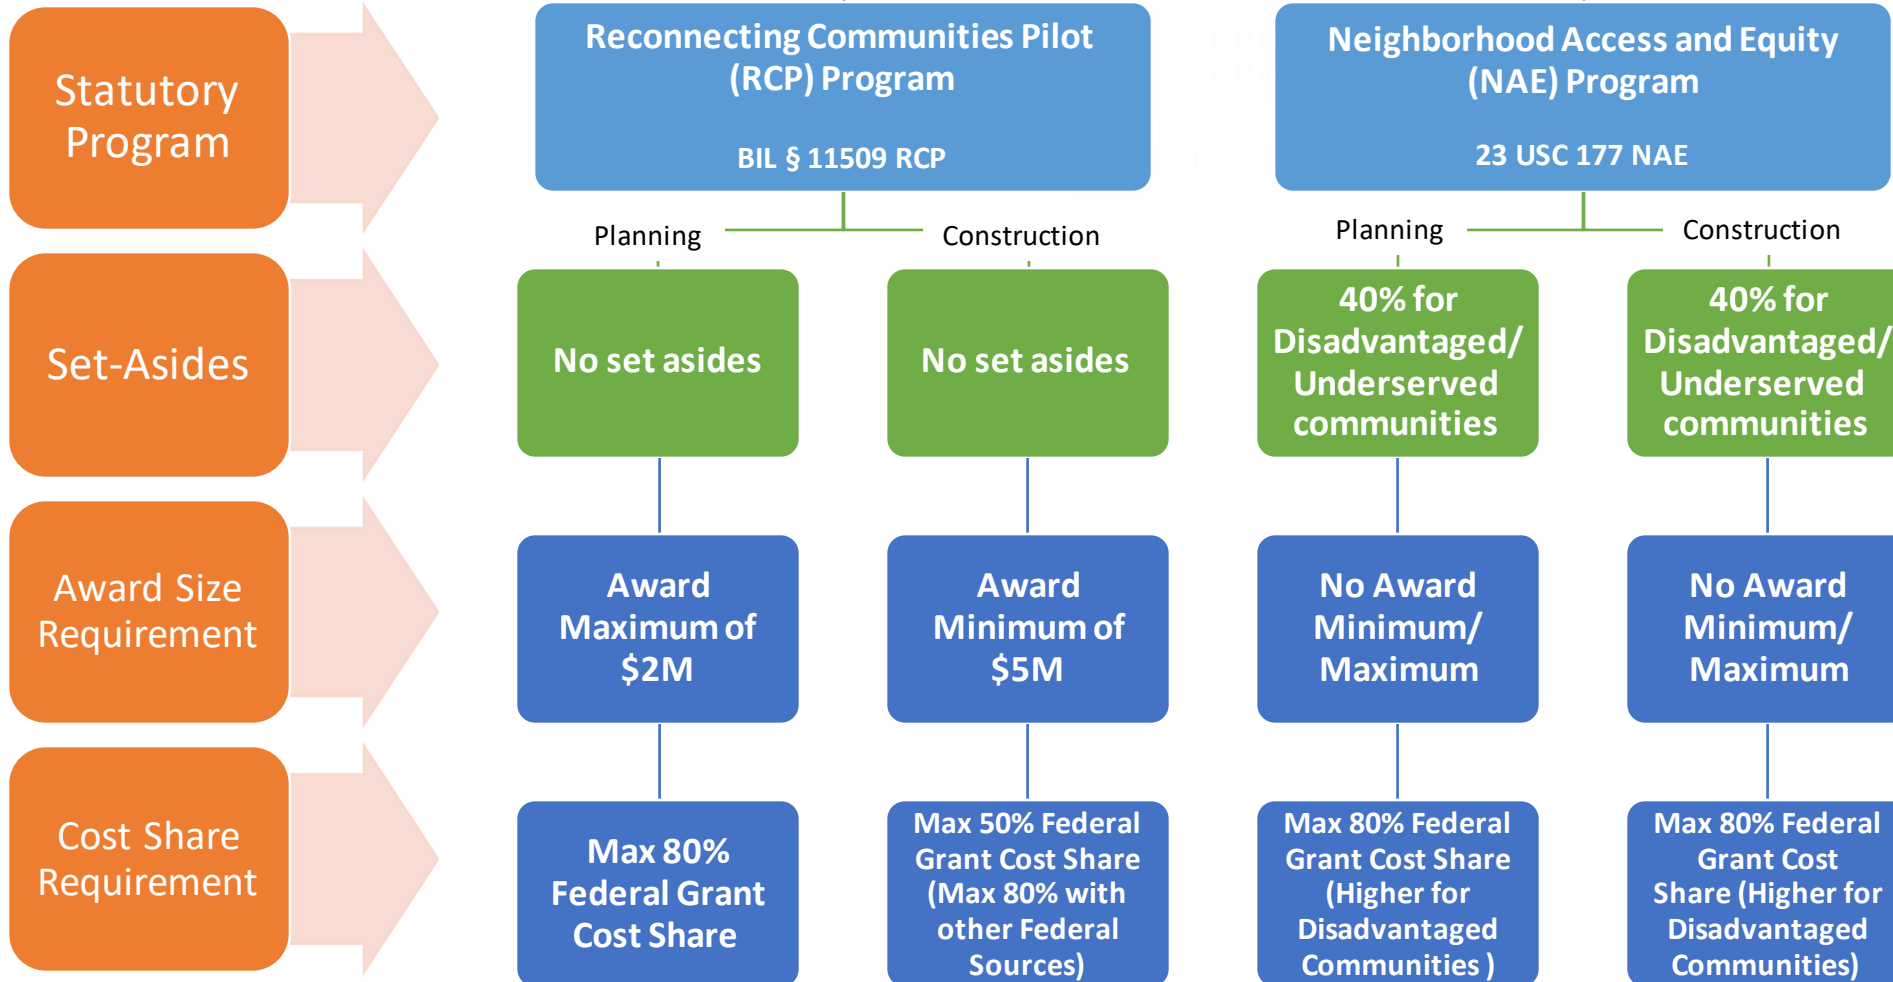 Statutory
Program
Reconnecting Communities Pilot
(RCP) Program
BIL § 11509 RCP
Neighborhood Access and Equity
(NAE) Program
23 USC 177 NAE
Planning
Construction
Planning
Construction
Set-Asides
No set asides
No set asides
40% for
Disadvantaged/
Underserved
communities
40% for
Disadvantaged/
Underserved
communities
Award Size
Requirement
Award
Maximum of
$2M
Award
Minimum of
$5M
No Award
Minimum/
Maximum
No Award
Minimum/
Maximum
Cost Share
Requirement
Max 80%
Federal Grant
Cost Share
Max 50% Federal
Grant Cost Share
(Max 80% with
other Federal
Sources)
Max 80% Federal
Grant Cost Share
(Higher for
Disadvantaged
Communities )
Max 80% Federal
Grant Cost
Share (Higher for
Disadvantaged
Communities)